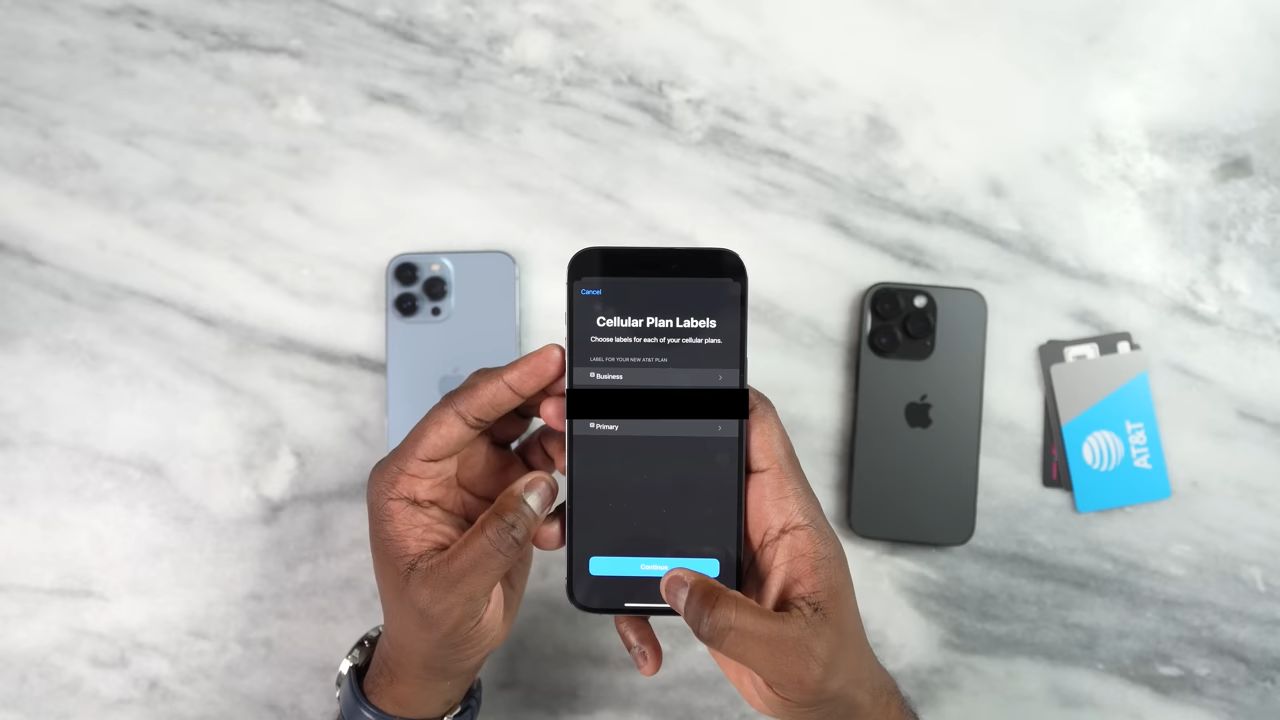 Cancel
Cellular Plan Labels
Choose labels for each of your cellular plans.
LABEL FOR YOUR NEW AT&T PLAN
Business
Primary
Continue
AT&T